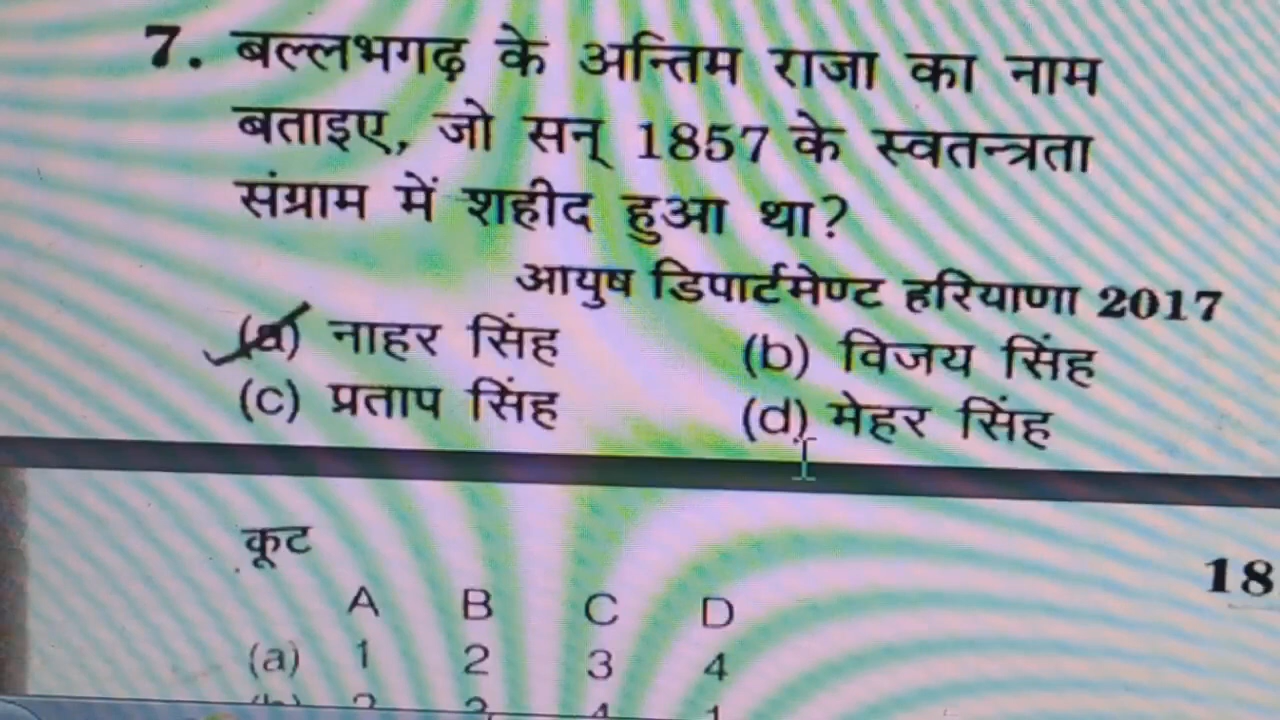 7. बल्लभगढ़ के अन्तिम राजा का नाम
बताइए, जो सन् 1857 के स्वतन्त्रता
संग्राम में शहीद हुआ था?
आयुष डिपार्टमेण्ट हरियाणा 2017
(a) नाहर सिंह (b) विजय सिंह
(c) प्रताप सिंह (d) मेहर सिंह
कूट
18
A B C D
(a) 1 2 3 4